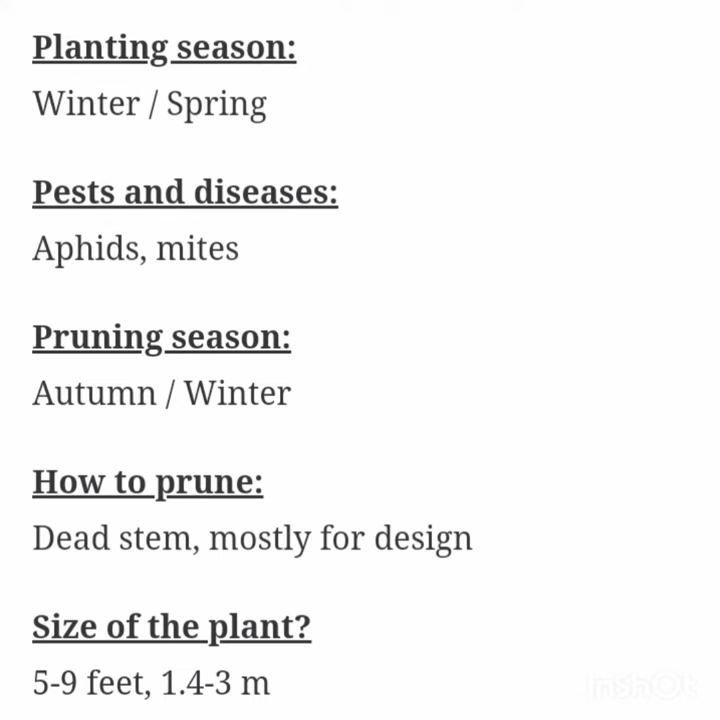 Planting season:
Winter / Spring
Pests and diseases:
Aphids, mites
Pruning season:
Autumn / Winter
How to prune:
Dead stem, mostly for design
Size of the plant?
5-9 feet, 1.4-3 m
InshOt